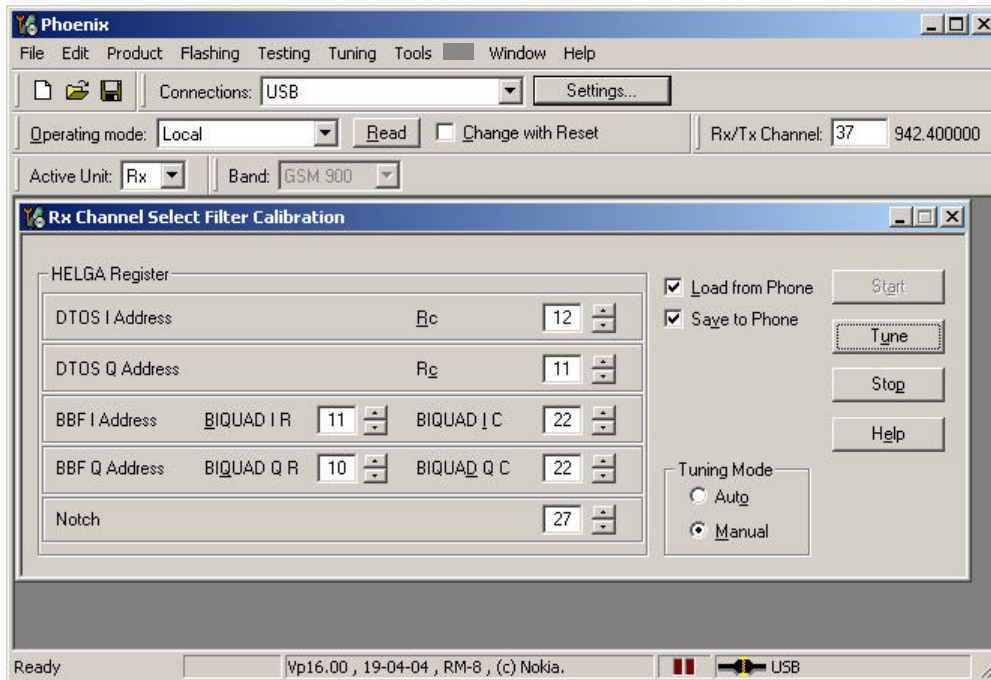 Phoenix
File Edit Product Flashing Testing Tuning Tools Window Help
Connections: USB Settings...
Operating mode: Local Read Change with Reset Rx/Tx Channel: 37 942.400000
Active Unit: Rx Band: GSM 900
Rx Channel Select Filter Calibration
HELGA Register
Load from Phone Start
DTOS I Address Rc 12
Save to Phone
Tune
DTOS Q Address Rc 11
Stop
BBF I Address BIQUAD I R 11 BIQUAD I C 22
Help
BBF Q Address BIQUAD Q R 10 BIQUAD Q C 22
Tuning Mode
Auto
Notch 27
Manual
Ready Vp16.00 , 19-04-04 , RM-8 , (c) Nokia. USB